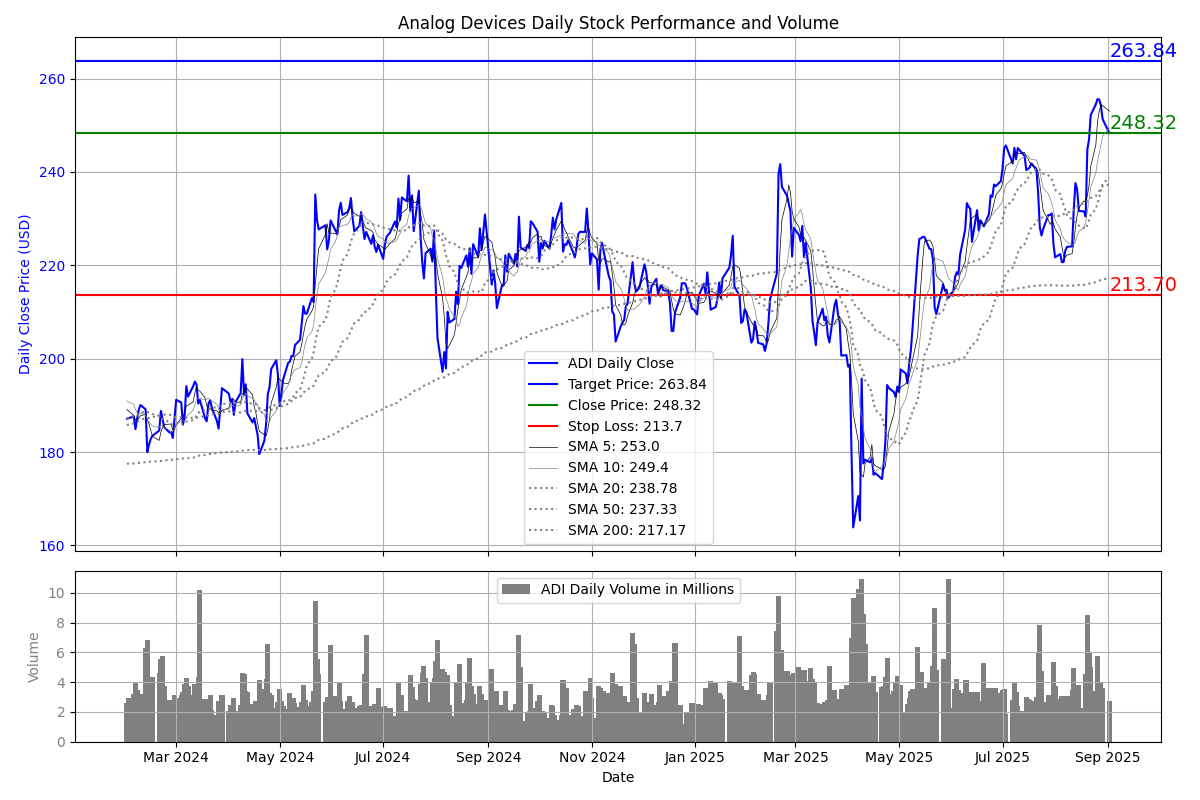 Analog Devices Daily Stock Performance and Volume
263.84
260
248.32
240
220
213.70
200
180
160
Daily Close Price (USD)
ADI Daily Close
Target Price: 263.84
Close Price: 248.32
Stop Loss: 213.7
SMA 5: 253.0
SMA 10: 249.4
SMA 20: 238.78
SMA 50: 237.33
SMA 200: 217.17
ADI Daily Volume in Millions
10
8
6
4
2
0
Volume
Mar 2024 May 2024 Jul 2024 Sep 2024 Nov 2024 Jan 2025 Mar 2025 May 2025 Jul 2025 Sep 2025
Date